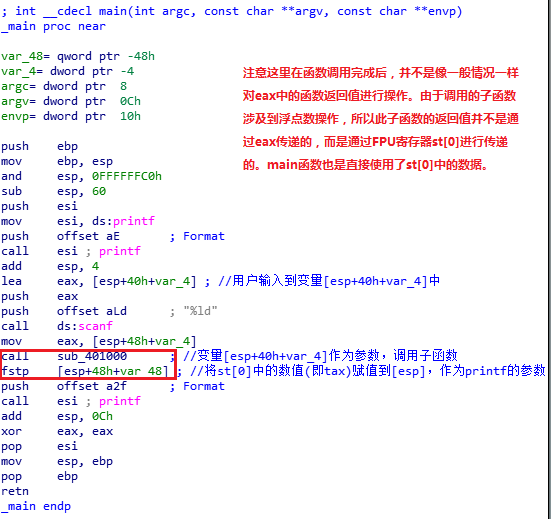 ; int __cdecl main(int argc, const char **argv, const char **envp)
_main proc near
var_48= qword ptr -48h
var_4= dword ptr -4
argc= dword ptr  8
argv= dword ptr  0Ch
envp= dword ptr  10h
注意这里在函数调用完成后，并不是像一般情况一样
对eax中的函数返回值进行操作。由于调用的子函数
涉及到浮点数操作，所以此子函数的返回值并不是通
过eax传递的，而是通过FPU寄存器st[0]进行传递
的。main函数也是直接使用了st[0]中的数据。
push    ebp
mov     ebp, esp
and     esp, 0FFFFFFC0h
sub     esp, 60
push    esi
mov     esi, ds:printf
push    offset aE       ; Format
call    esi ; printf
add     esp, 4
lea     eax, [esp+40h+var_4] ; //用户输入到变量[esp+40h+var_4]中
push    eax
push    offset aLd      ; "%ld"
call    ds:scanf
mov     eax, [esp+48h+var_4]
call    sub_401000      ; //变量[esp+40h+var_4]作为参数，调用子函数
fstp    [esp+48h+var_48] ; //将st[0]中的数值(即tax)赋值到[esp]，作为printf的参数
push    offset a2f      ; Format
call    esi ; printf
add     esp, 0Ch
xor     eax, eax
pop     esi
mov     esp, ebp
pop     ebp
retn
_main endp